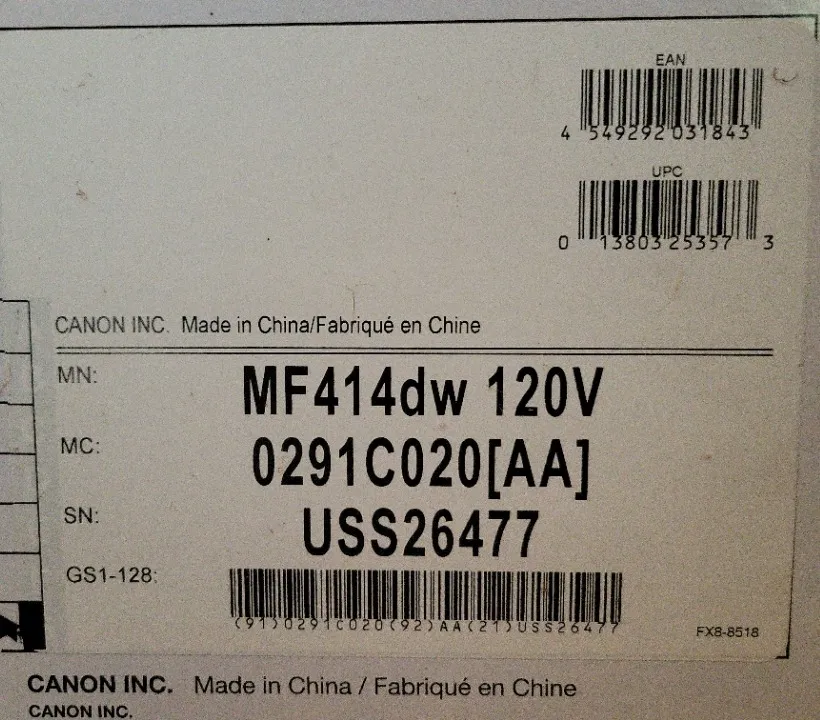 EAN
4 549292 031843
UPC
0 13803 25357 3
CANON INC. Made in China/Fabriqué en Chine
MN: MF414dw 120V
MC: 0291C020[AA]
SN: USS26477
GS1-128:
(91)0291C020(92)AA(21)USS26477
FX8-8518
CANON INC. Made in China / Fabriqué en Chine
CANON INC.